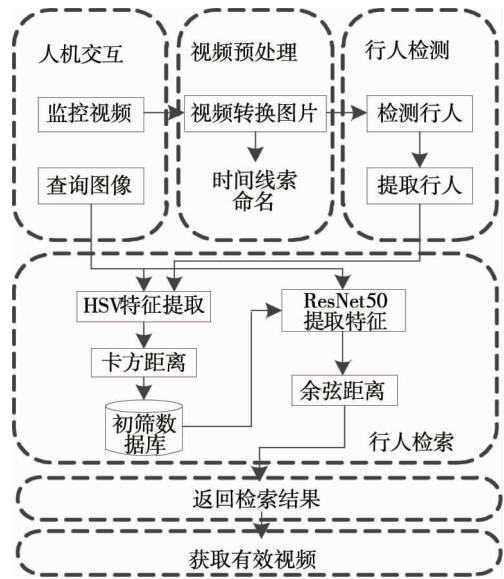 人机交互
视频预处理
行人检测
监控视频
视频转换图片
检测行人
查询图像
时间线索
命名
提取行人
HSV特征提取
ResNet50
提取特征
卡方距离
余弦距离
初筛数
据库
行人检索
返回检索结果
获取有效视频